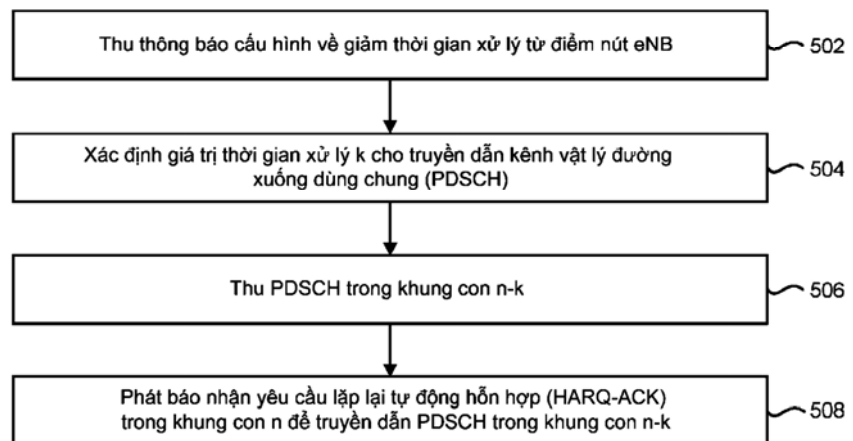 Thu thông báo cấu hình về giảm thời gian xử lý từ điểm nút eNB
502
Xác định giá trị thời gian xử lý k cho truyền dẫn kênh vật lý đường
xuống dùng chung (PDSCH)
504
Thu PDSCH trong khung con n-k
506
Phát báo nhận yêu cầu lặp lại tự động hỗn hợp (HARQ-ACK)
trong khung con n để truyền dẫn PDSCH trong khung con n-k
508